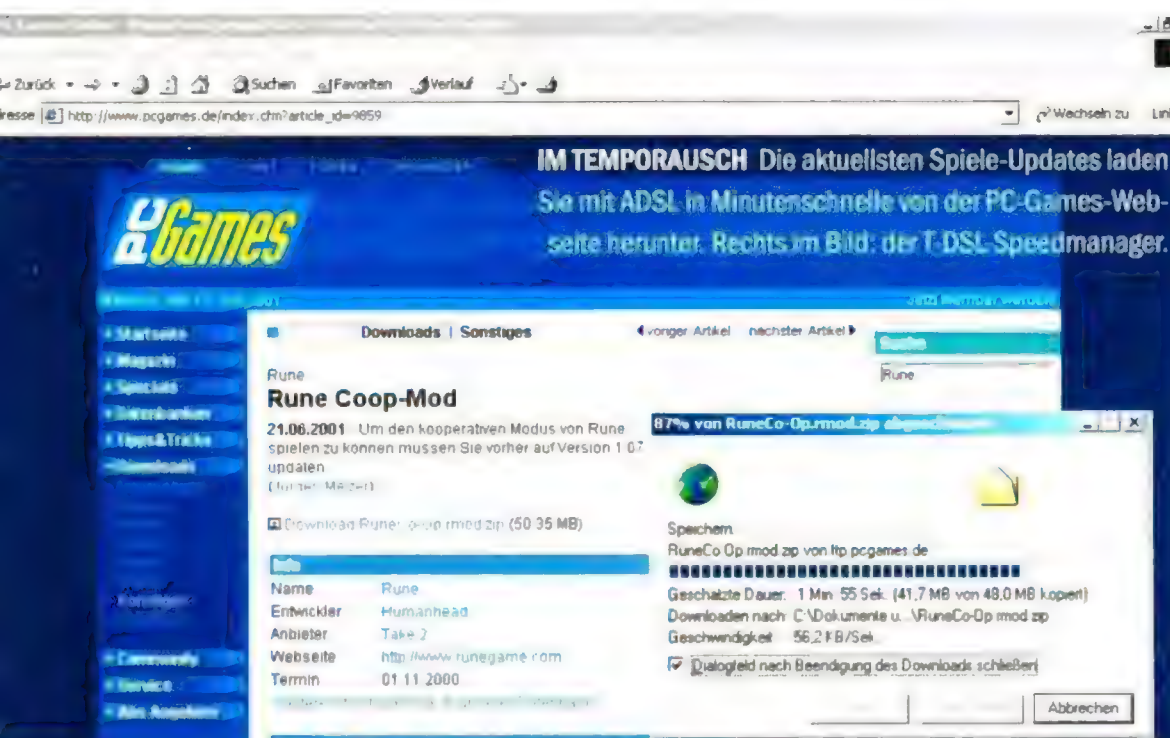 Zurück Suchen Favoriten Verlauf
http://www.pcgames.de/index.cfm?article_id=9859 Wechseln zu
IM TEMPORAUSCH Die aktuellsten Spiele-Updates laden
Sie mit ADSL in Minutenschnelle von der PC-Games-Web-
seite herunter. Rechts im Bild: der T-DSL-Speedmanager.
PC Games
Startseite
Magazin
Specials
Datenbanken
Tipps&Tricks
Downloads
Community
Service
Downloads | Sonstiges
voriger Artikel nächster Artikel
Suche
Rune
Rune
Rune Coop-Mod
21.06.2001 Um den kooperativen Modus von Rune
spielen zu können müssen Sie vorher auf Version 1.07
updaten
Download (50.35 MB)
Info
Name Rune
Entwickler Humanhead
Anbieter Take 2
Webseite http://www.runegame.com
Termin 01.11.2000
87% von RuneCo-Op.rmod.zip
Speichern:
RuneCo-Op.rmod.zip von ftp.pcgames.de
Geschätzte Dauer: 1 Min. 55 Sek. (41,7 MB von 48,0 MB kopiert)
Downloaden nach: C:\Dokumente u...\RuneCo-Op.rmod.zip
Geschwindigkeit: 56,2 KB/Sek.
Dialogfeld nach Beendigung des Downloads schließen
Abbrechen